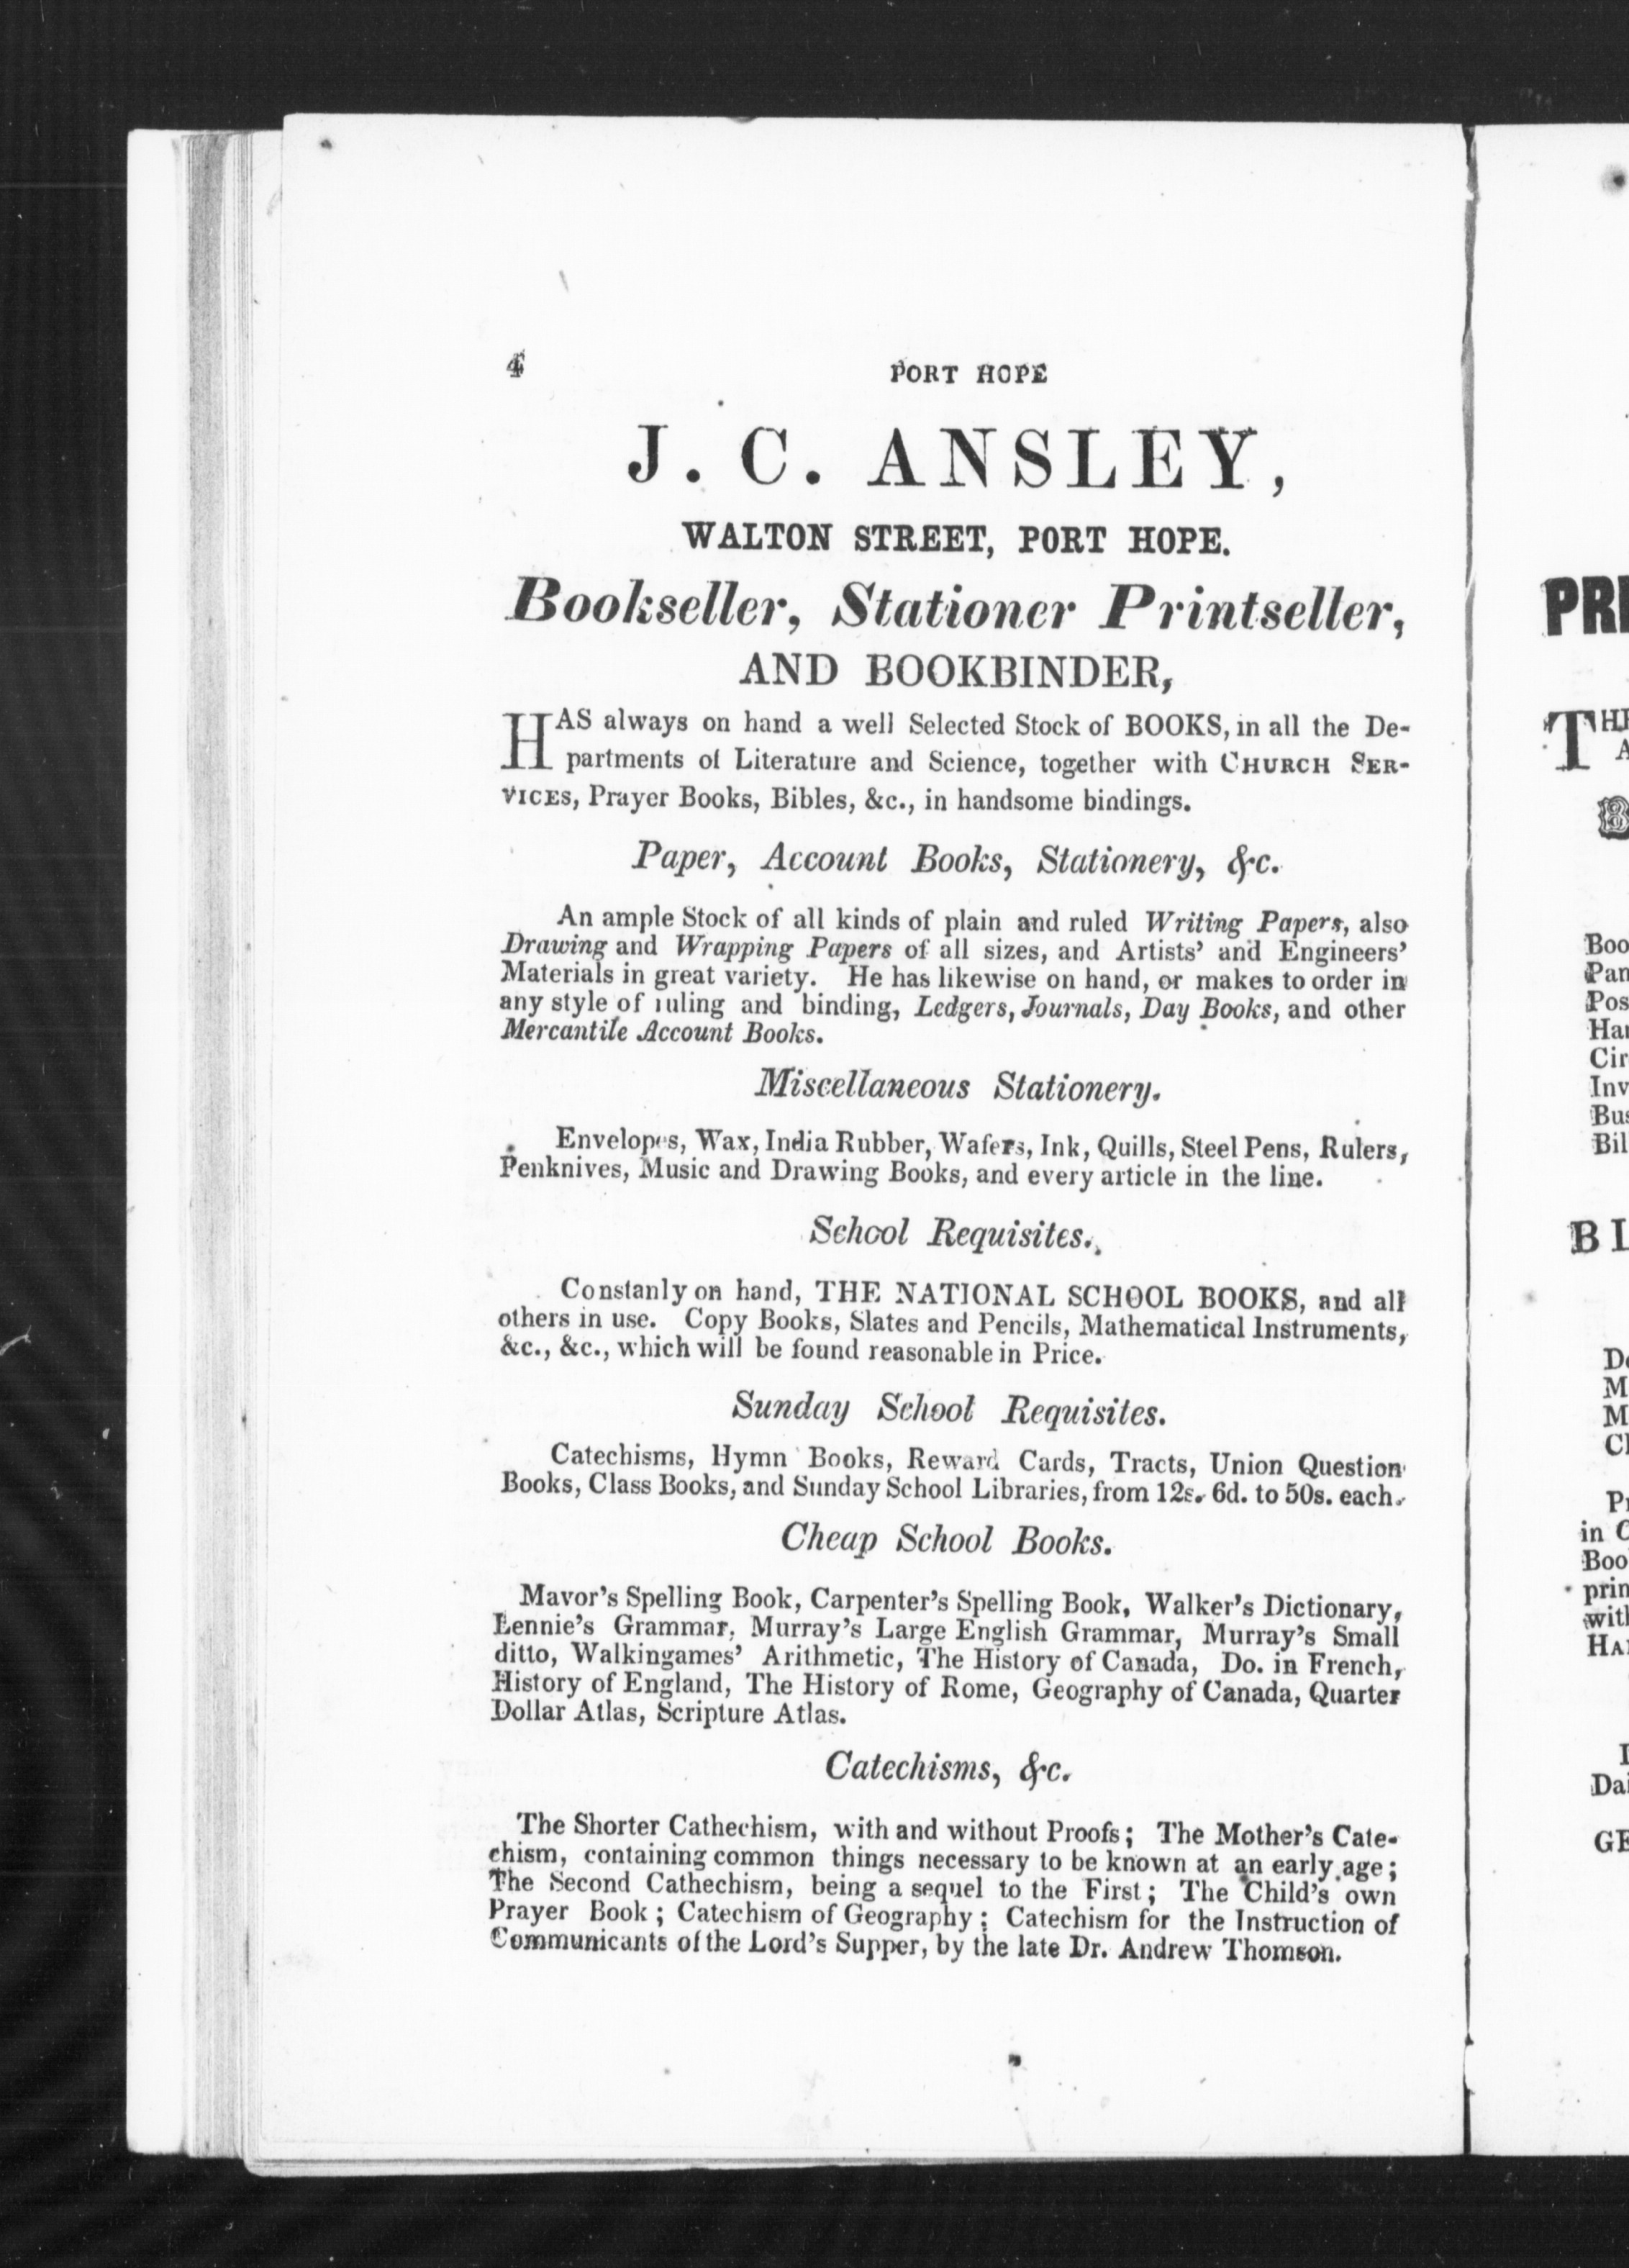 4 PORT HOPE
J. C. ANSLEY,
WALTON STREET, PORT HOPE.
Bookseller, Stationer Printseller,
AND BOOKBINDER,
HAS always on hand a well Selected Stock of BOOKS, in all the De-
partments of Literature and Science, together with CHURCH SER-
VICES, Prayer Books, Bibles, &c., in handsome bindings.
Paper, Account Books, Stationery, &c.
An ample Stock of all kinds of plain and ruled Writing Papers, also
Drawing and Wrapping Papers of all sizes, and Artists' and Engineers'
Materials in great variety. He has likewise on hand, or makes to order in
any style of ruling and binding, Ledgers, Journals, Day Books, and other
Mercantile Account Books.
Miscellaneous Stationery.
Envelopes, Wax, India Rubber, Wafers, Ink, Quills, Steel Pens, Rulers,
Penknives, Music and Drawing Books, and every article in the line.
School Requisites.
Constanly on hand, THE NATIONAL SCHOOL BOOKS, and all
others in use. Copy Books, Slates and Pencils, Mathematical Instruments,
&c., &c., which will be found reasonable in Price.
Sunday School Requisites.
Catechisms, Hymn Books, Reward Cards, Tracts, Union Question
Books, Class Books, and Sunday School Libraries, from 12s. 6d. to 50s. each.
Cheap School Books.
Mavor's Spelling Book, Carpenter's Spelling Book, Walker's Dictionary,
Lennie's Grammar, Murray's Large English Grammar, Murray's Small
ditto, Walkingames' Arithmetic, The History of Canada, Do. in French,
History of England, The History of Rome, Geography of Canada, Quarter
Dollar Atlas, Scripture Atlas.
Catechisms, &c.
The Shorter Cathechism, with and without Proofs; The Mother's Cate-
chism, containing common things necessary to be known at an early age;
The Second Cathechism, being a sequel to the First; The Child's own
Prayer Book; Catechism of Geography; Catechism for the Instruction of
Communicants of the Lord's Supper, by the late Dr. Andrew Thomson.